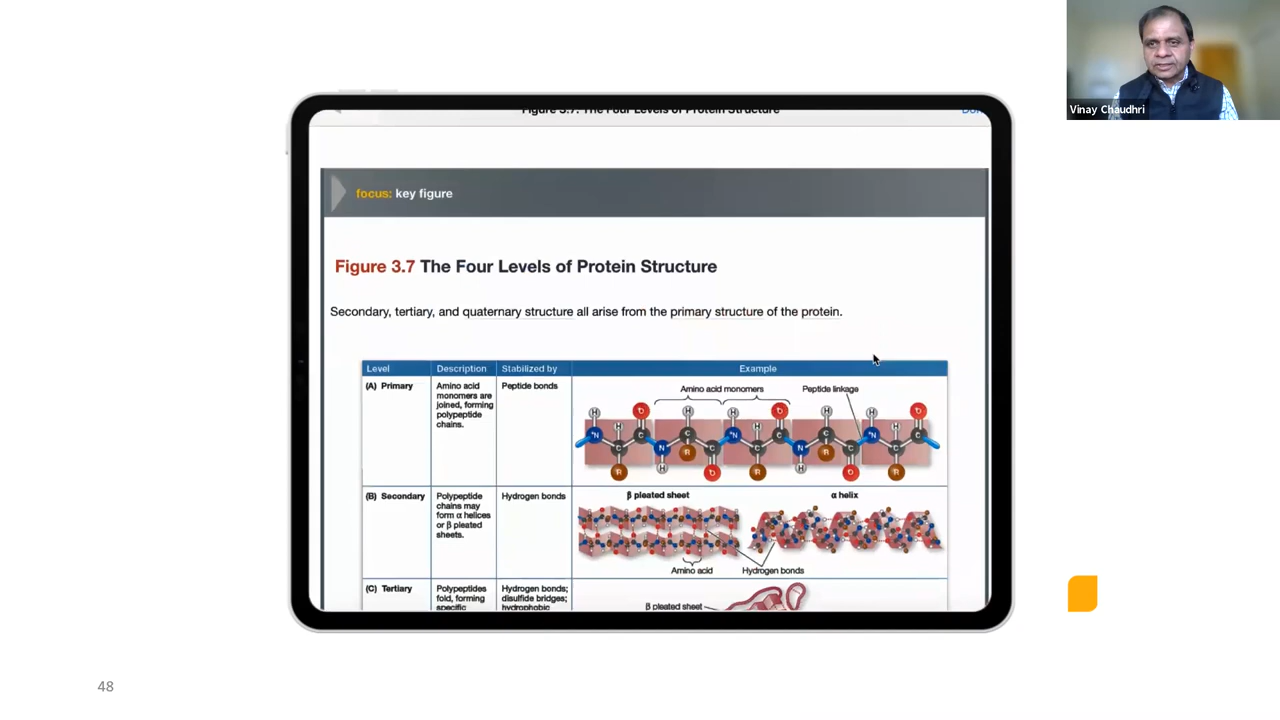 Vinay Chaudhri
Figure 3.7: The Four Levels of Protein Structure
focus: key figure
Figure 3.7 The Four Levels of Protein Structure
Secondary, tertiary, and quaternary structure all arise from the primary structure of the protein.
Level Description Stabilized by Example
(A) Primary
Amino acid
monomers are
joined, forming
polypeptide
chains.
Peptide bonds
Amino acid monomers Peptide linkage
H O H H O H H O
H H H
+N C C N C C N C C N C C +N C C
R H R O R H R O R
(B) Secondary
Polypeptide
chains may
form α helices
or β pleated
sheets.
Hydrogen bonds
β pleated sheet α helix
Amino acid Hydrogen bonds
(C) Tertiary
Polypeptides
fold, forming
specific
Hydrogen bonds;
disulfide bridges;
hydrophobic
β pleated sheet
48